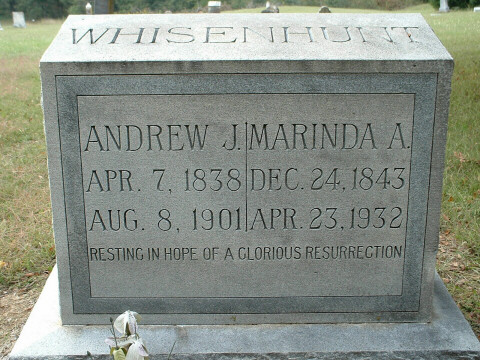 WHISENHUNT
ANDREW J. MARINDA A.
APR. 7, 1838 DEC. 24, 1843
AUG. 8, 1901 APR. 23, 1932
RESTING IN HOPE OF A GLORIOUS RESURRECTION